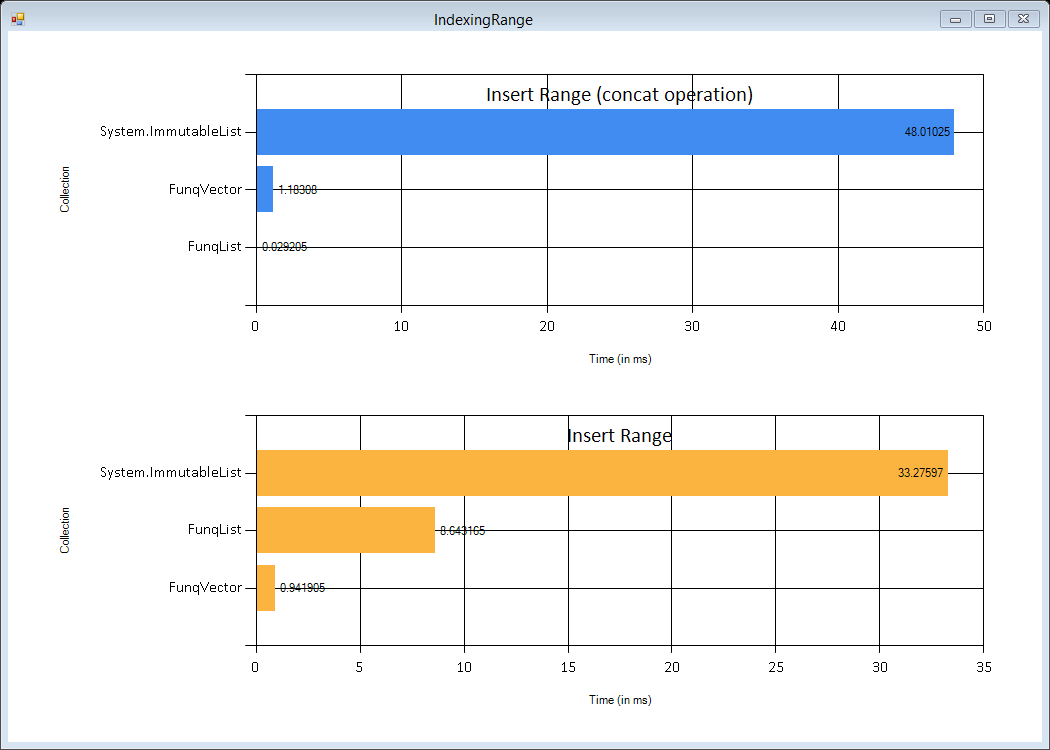 IndexingRange
Insert Range (concat operation)
System.ImmutableList
48.01025
FunqVector
1.18308
FunqList
0.029205
Collection
0 10 20 30 40 50
Time (in ms)
Insert Range
System.ImmutableList
33.27597
FunqList
8.643165
FunqVector
0.941905
Collection
0 5 10 15 20 25 30 35
Time (in ms)